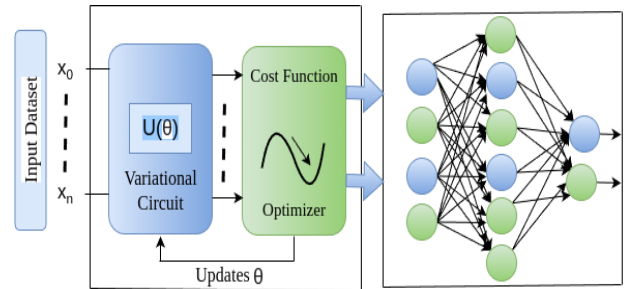 Input Dataset
X0
Xn
U(θ)
Variational
Circuit
Cost Function
Optimizer
Updates θ